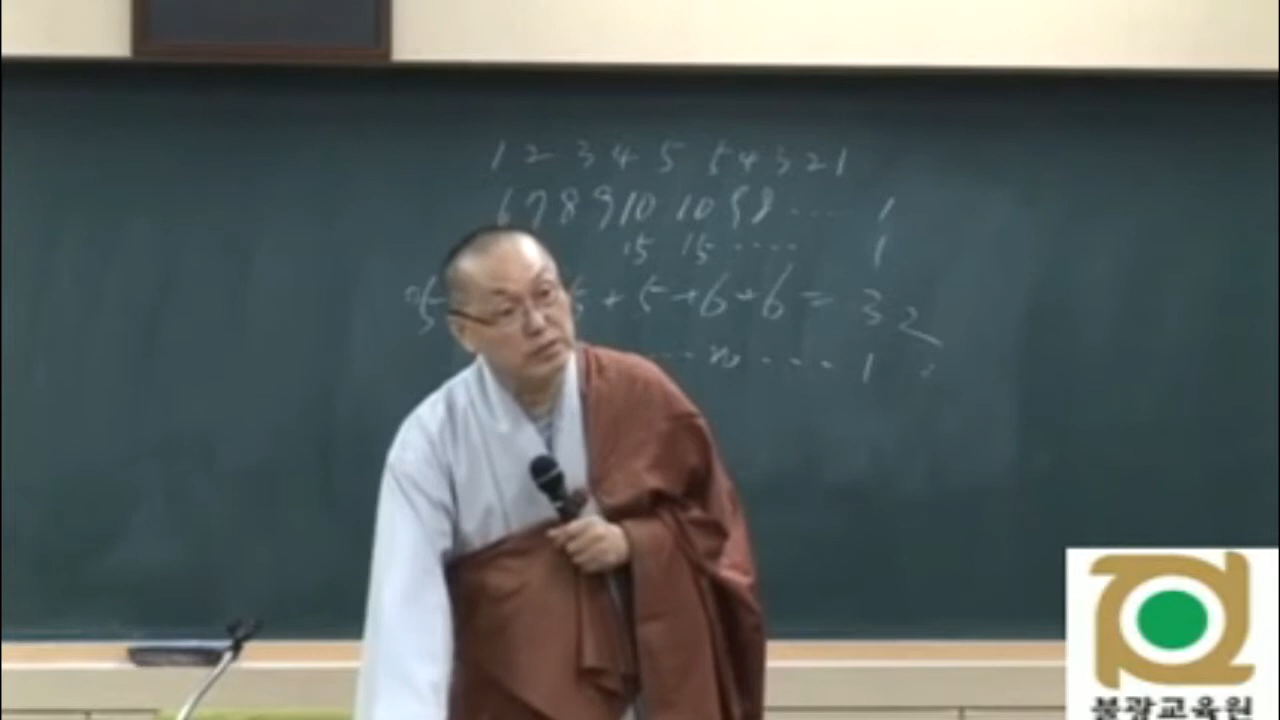 1 2 3 4 5 5 4 3 2 1
6 7 8 9 10 10 9 8 ..... 1
15 15 ..... 1
5 + 5 + 6 + 6 = 32
..... 1
불광교육원